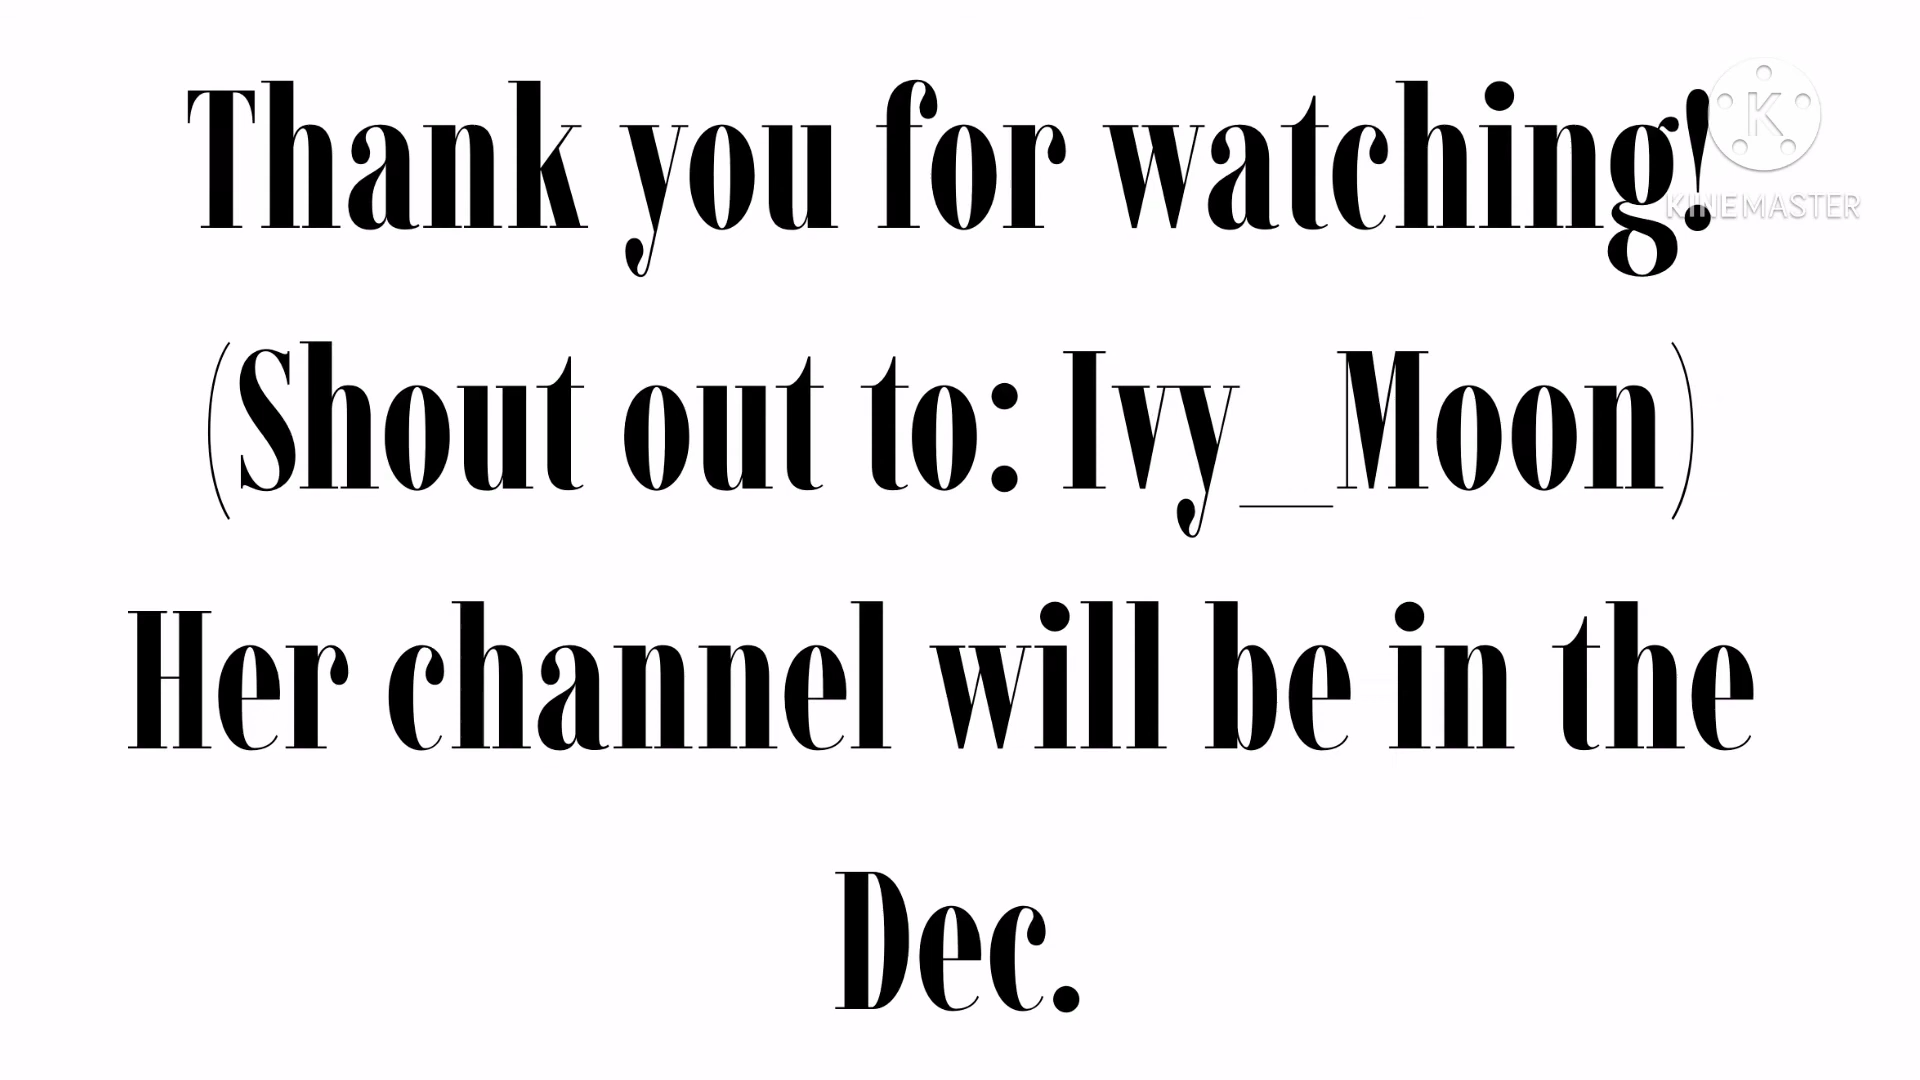 Thank you for watching!
K
KINEMASTER
(Shout out to: Ivy_Moon)
Her channel will be in the
Dec.